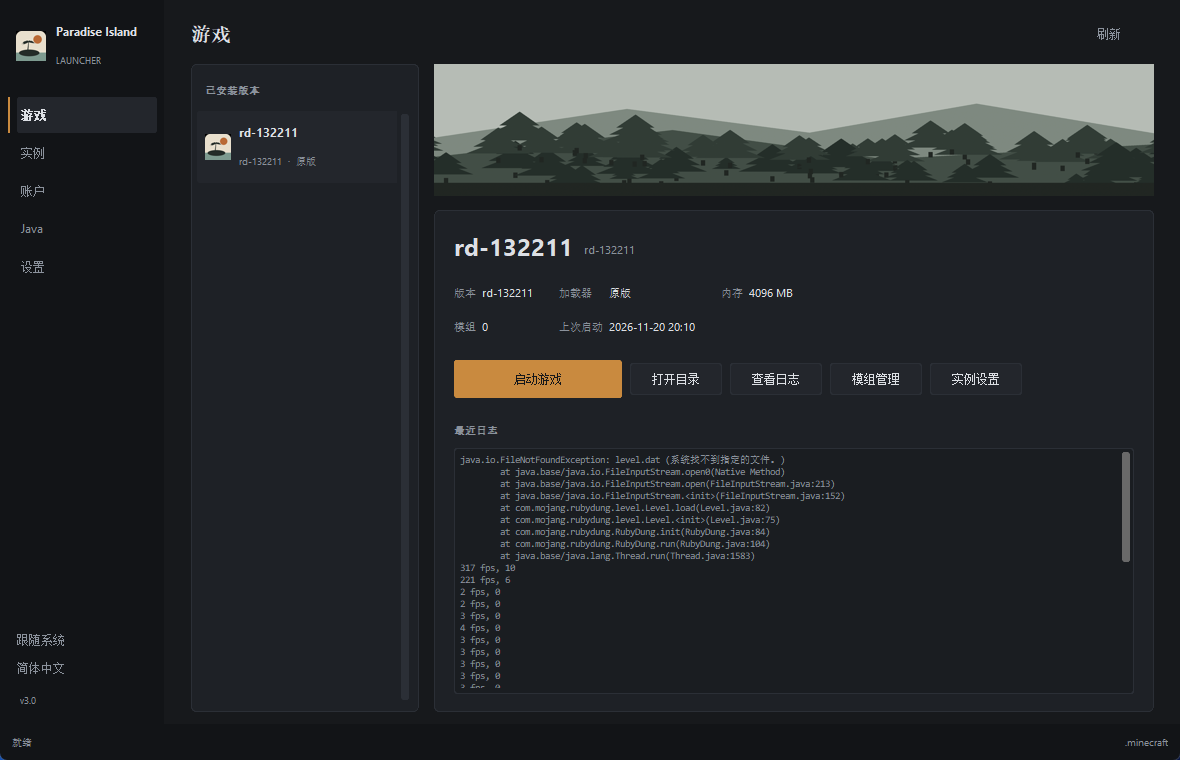 Paradise Island
LAUNCHER
游戏
实例
账户
Java
设置
跟随系统
简体中文
v3.0
就绪
游戏
刷新
已安装版本
rd-132211
rd-132211 · 原版
rd-132211 rd-132211
版本 rd-132211 加载器 原版 内存 4096 MB
模组 0 上次启动 2026-11-20 20:10
启动游戏 打开目录 查看日志 模组管理 实例设置
最近日志
java.io.FileNotFoundException: level.dat (系统找不到指定的文件。)
at java.base/java.io.FileInputStream.open0(Native Method)
at java.base/java.io.FileInputStream.open(FileInputStream.java:213)
at java.base/java.io.FileInputStream.<init>(FileInputStream.java:152)
at com.mojang.rubydung.level.Level.load(Level.java:82)
at com.mojang.rubydung.level.Level.<init>(Level.java:75)
at com.mojang.rubydung.RubyDung.init(RubyDung.java:84)
at com.mojang.rubydung.RubyDung.run(RubyDung.java:104)
at java.base/java.lang.Thread.run(Thread.java:1583)
317 fps, 10
221 fps, 6
2 fps, 0
2 fps, 0
3 fps, 0
4 fps, 0
3 fps, 0
3 fps, 0
3 fps, 0
3 fps, 0
3 fps, 0
.minecraft